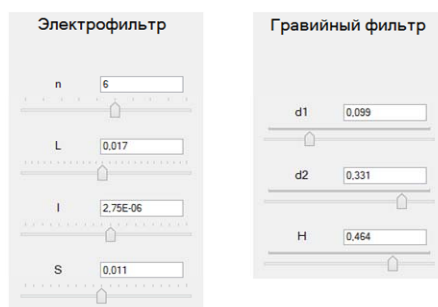 Электрофильтр
n 6
L 0,017
I 2,75E-06
S 0,011
Гравийный фильтр
d1 0,099
d2 0,331
H 0,464